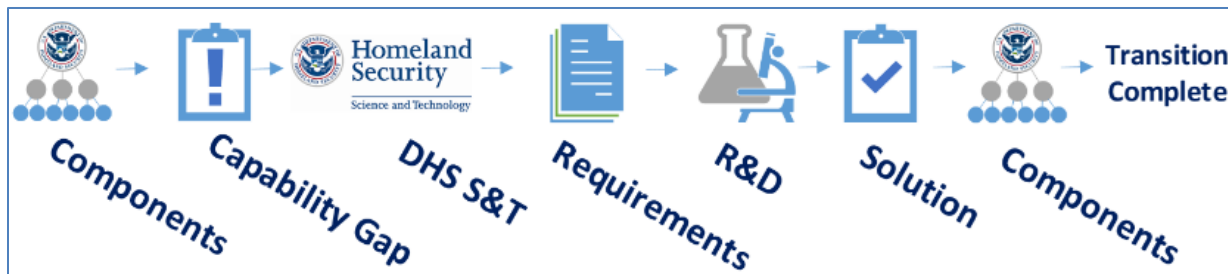 Homeland
Security
Science and Technology
Transition
Complete
Components
Capability Gap
DHS S&T
Requirements
R&D
Solution
Components